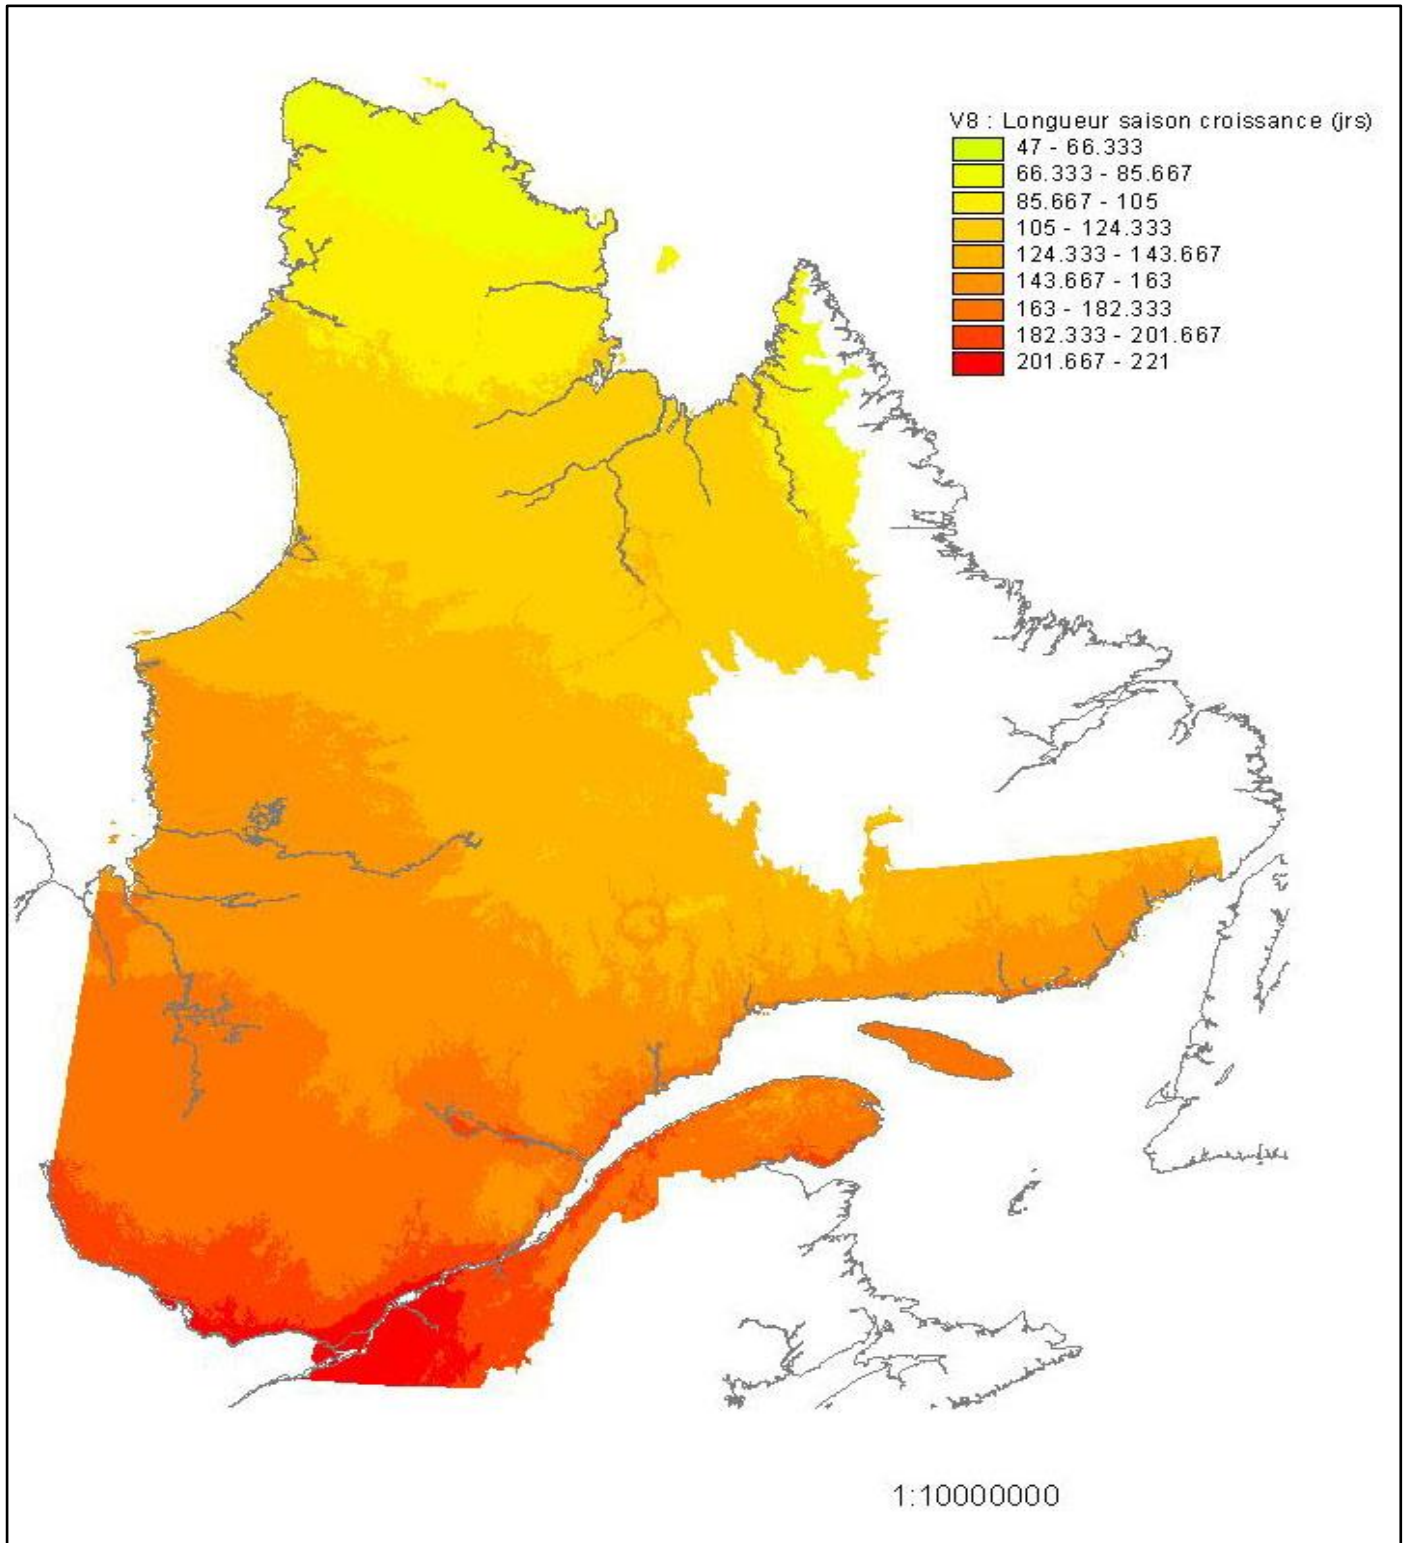 V8 : Longueur saison croissance (jrs)
47 - 66.333
66.333 - 85.667
85.667 - 105
105 - 124.333
124.333 - 143.667
143.667 - 163
163 - 182.333
182.333 - 201.667
201.667 - 221
1:10000000